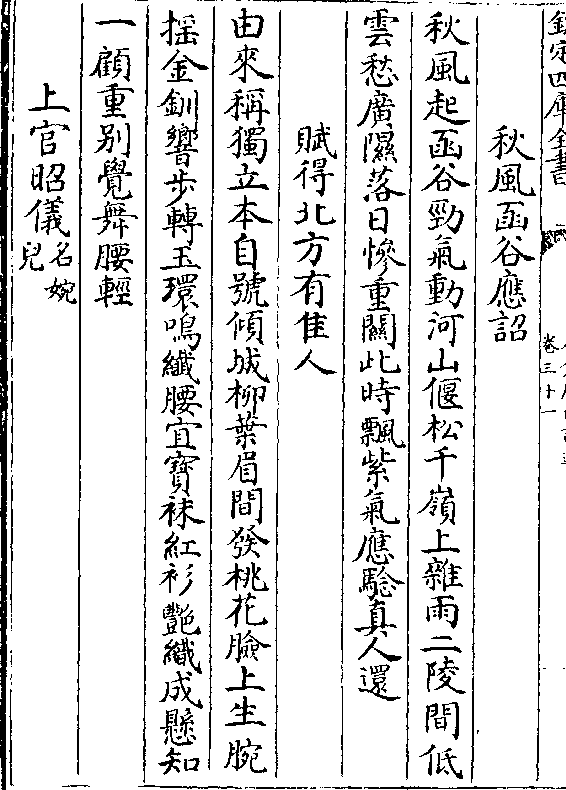 欽定四庫全書
卷三十一
秋風函谷應詔
秋風起函谷勁氣動河山偃松千嶺上雜雨二陵間低
雲愁廣隰落日慘重關此時飄紫氣應驗真人還
賦得北方有佳人
由來稱獨立本自號傾城柳葉眉間發桃花臉上生腕
揺金釧響步轉玉環鳴纖腰宜寶袜紅衫艷織成懸知
一顧重别覺舞腰輕
上官昭儀名婉兒